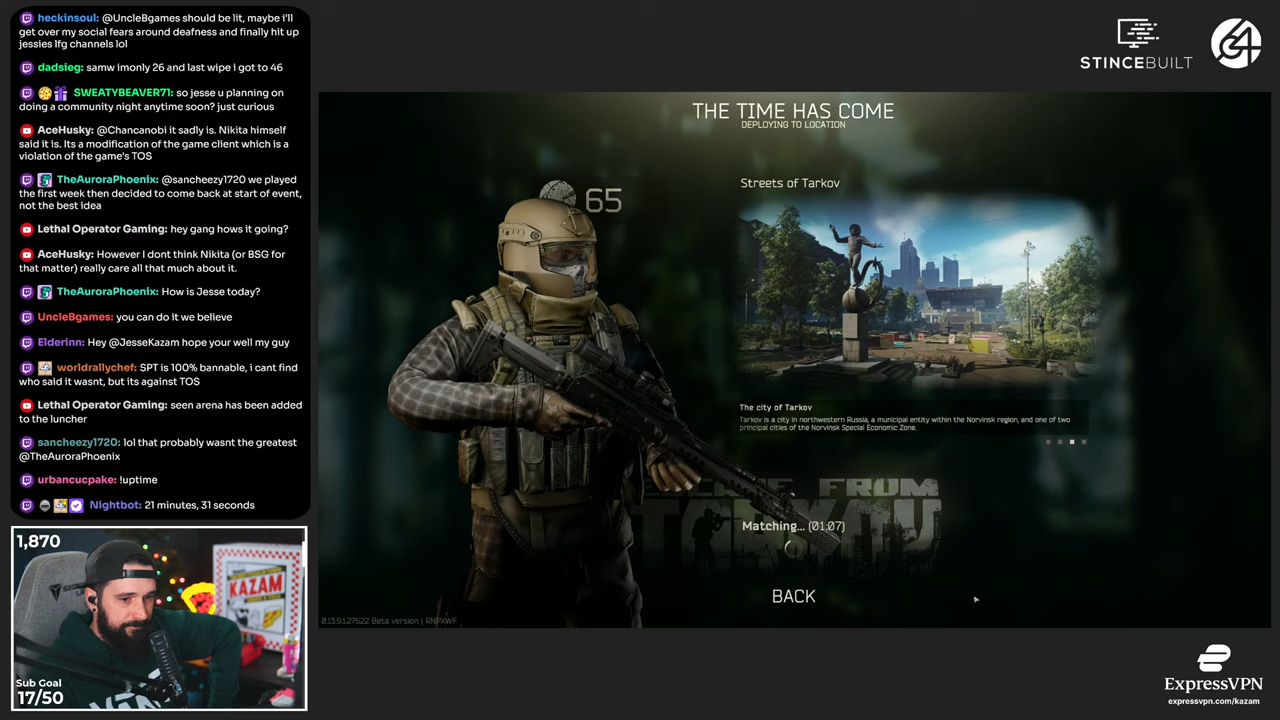 heckinsoul: @UncleBgames should be lit, maybe i'll
get over my social fears around deafness and finally hit up
jessies lfg channels lol
dadsieg: samw imonly 26 and last wipe i got to 46
SWEATYBEAVER71: so jesse u planning on
doing a community night anytime soon? just curious
AceHusky: @Chancanobi it sadly is. Nikita himself
said it is. Its a modification of the game client which is a
violation of the game's TOS
TheAuroraPhoenix: @sancheezy1720 we played
the first week then decided to come back at start of event,
not the best idea
Lethal Operator Gaming: hey gang hows it going?
AceHusky: However I dont think Nikita (or BSG for
that matter) really care all that much about it.
TheAuroraPhoenix: How is Jesse today?
UncleBgames: you can do it we believe
Elderinn: Hey @JesseKazam hope your well my guy
worldrallychef: SPT is 100% bannable, i cant find
who said it wasnt, but its against TOS
Lethal Operator Gaming: seen arena has been added
to the luncher
sancheezy1720: lol that probably wasnt the greatest
@TheAuroraPhoenix
urbancucpake: !uptime
Nightbot: 21 minutes, 31 seconds
1,870
KAZAM
Sub Goal
17/50
THE TIME HAS COME
DEPLOYING TO LOCATION
65
Streets of Tarkov
The city of Tarkov
Tarkov is a city in northwestern Russia, a municipal entity within the Norvinsk region, and one of two
principal cities of the Norvinsk Special Economic Zone.
Matching... (01:07)
BACK
0.13.9.1.27622 Beta version | RNPXWF
STINCEBUILT
G4
ExpressVPN
expressvpn.com/kazam